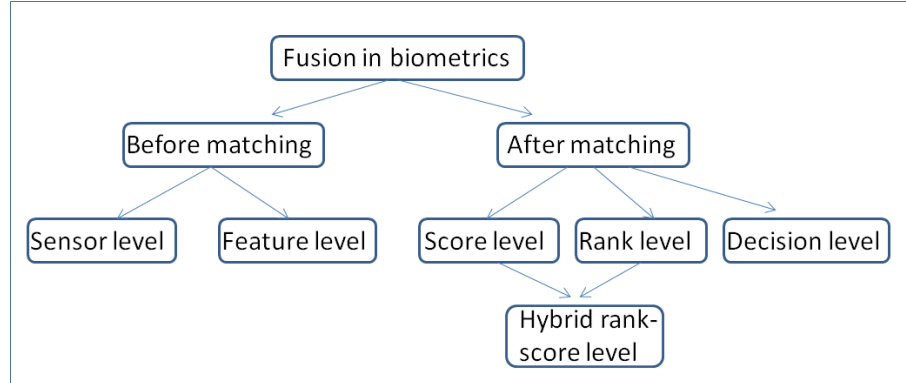 Fusion in biometrics
Before matching
After matching
Sensor level
Feature level
Score level
Rank level
Decision level
Hybrid rank-
score level